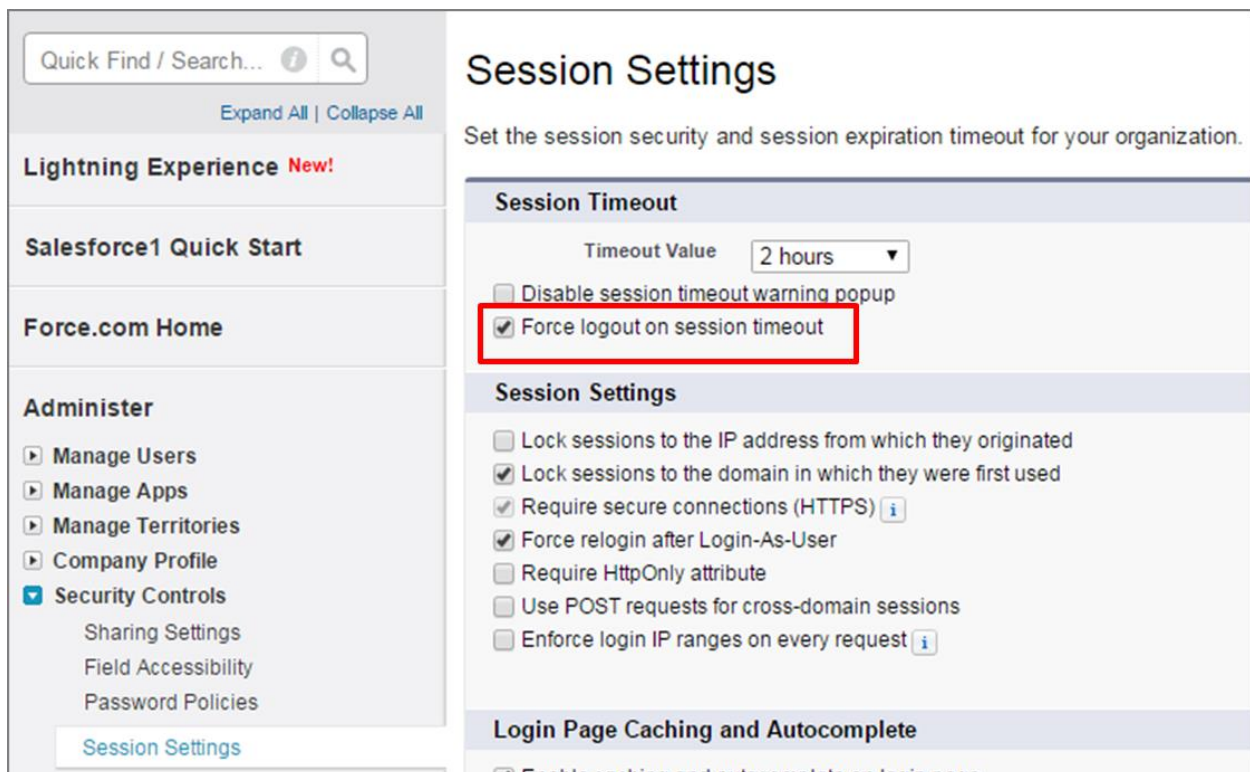 Quick Find / Search...
Expand All | Collapse All
Lightning Experience New!
Salesforce1 Quick Start
Force.com Home
Administer
Manage Users
Manage Apps
Manage Territories
Company Profile
Security Controls
Sharing Settings
Field Accessibility
Password Policies
Session Settings
Session Settings
Set the session security and session expiration timeout for your organization.
Session Timeout
Timeout Value 2 hours
Disable session timeout warning popup
Force logout on session timeout
Session Settings
Lock sessions to the IP address from which they originated
Lock sessions to the domain in which they were first used
Require secure connections (HTTPS) i
Force relogin after Login-As-User
Require HttpOnly attribute
Use POST requests for cross-domain sessions
Enforce login IP ranges on every request i
Login Page Caching and Autocomplete